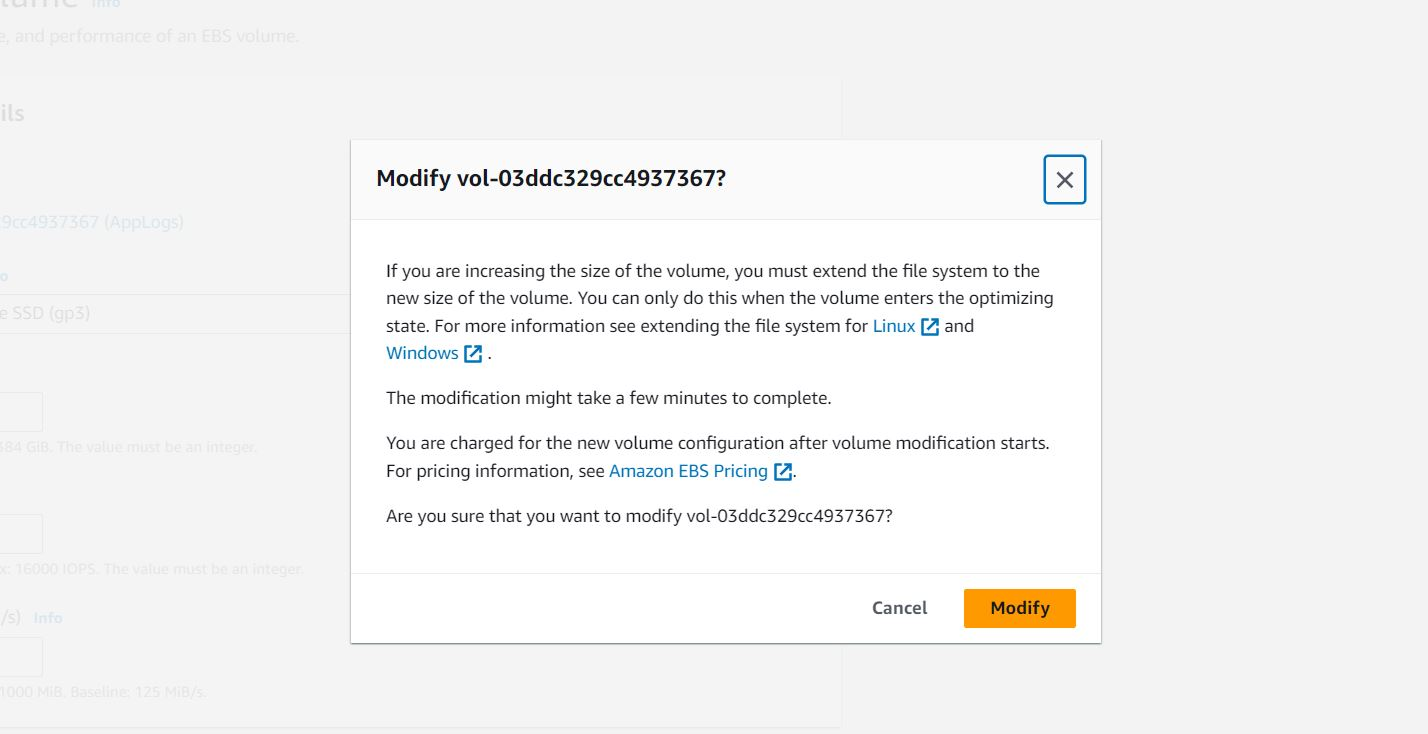 Info
e, and performance of an EBS volume.
ils
Modify vol-03ddc329cc4937367?
9cc4937367 (AppLogs)
If you are increasing the size of the volume, you must extend the file system to the
new size of the volume. You can only do this when the volume enters the optimizing
state. For more information see extending the file system for Linux and
Windows .
e SSD (gp3)
The modification might take a few minutes to complete.
384 GiB. The value must be an integer.
You are charged for the new volume configuration after volume modification starts.
For pricing information, see Amazon EBS Pricing .
Are you sure that you want to modify vol-03ddc329cc4937367?
x: 16000 IOPS. The value must be an integer.
Cancel Modify
/s) Info
1000 MiB. Baseline: 125 MiB/s.